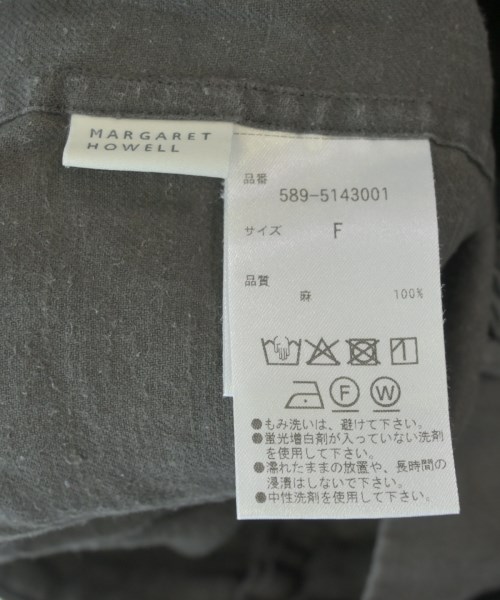 MARGARET
HOWELL
品番
589-5143001
サイズ F
品質
麻 100%
F W
●もみ洗いは、避けて下さい。
●蛍光増白剤が入っていない洗剤
を使用して下さい。
●濡れたままの放置や、長時間の
浸漬はしないで下さい。
●中性洗剤を使用して下さい。